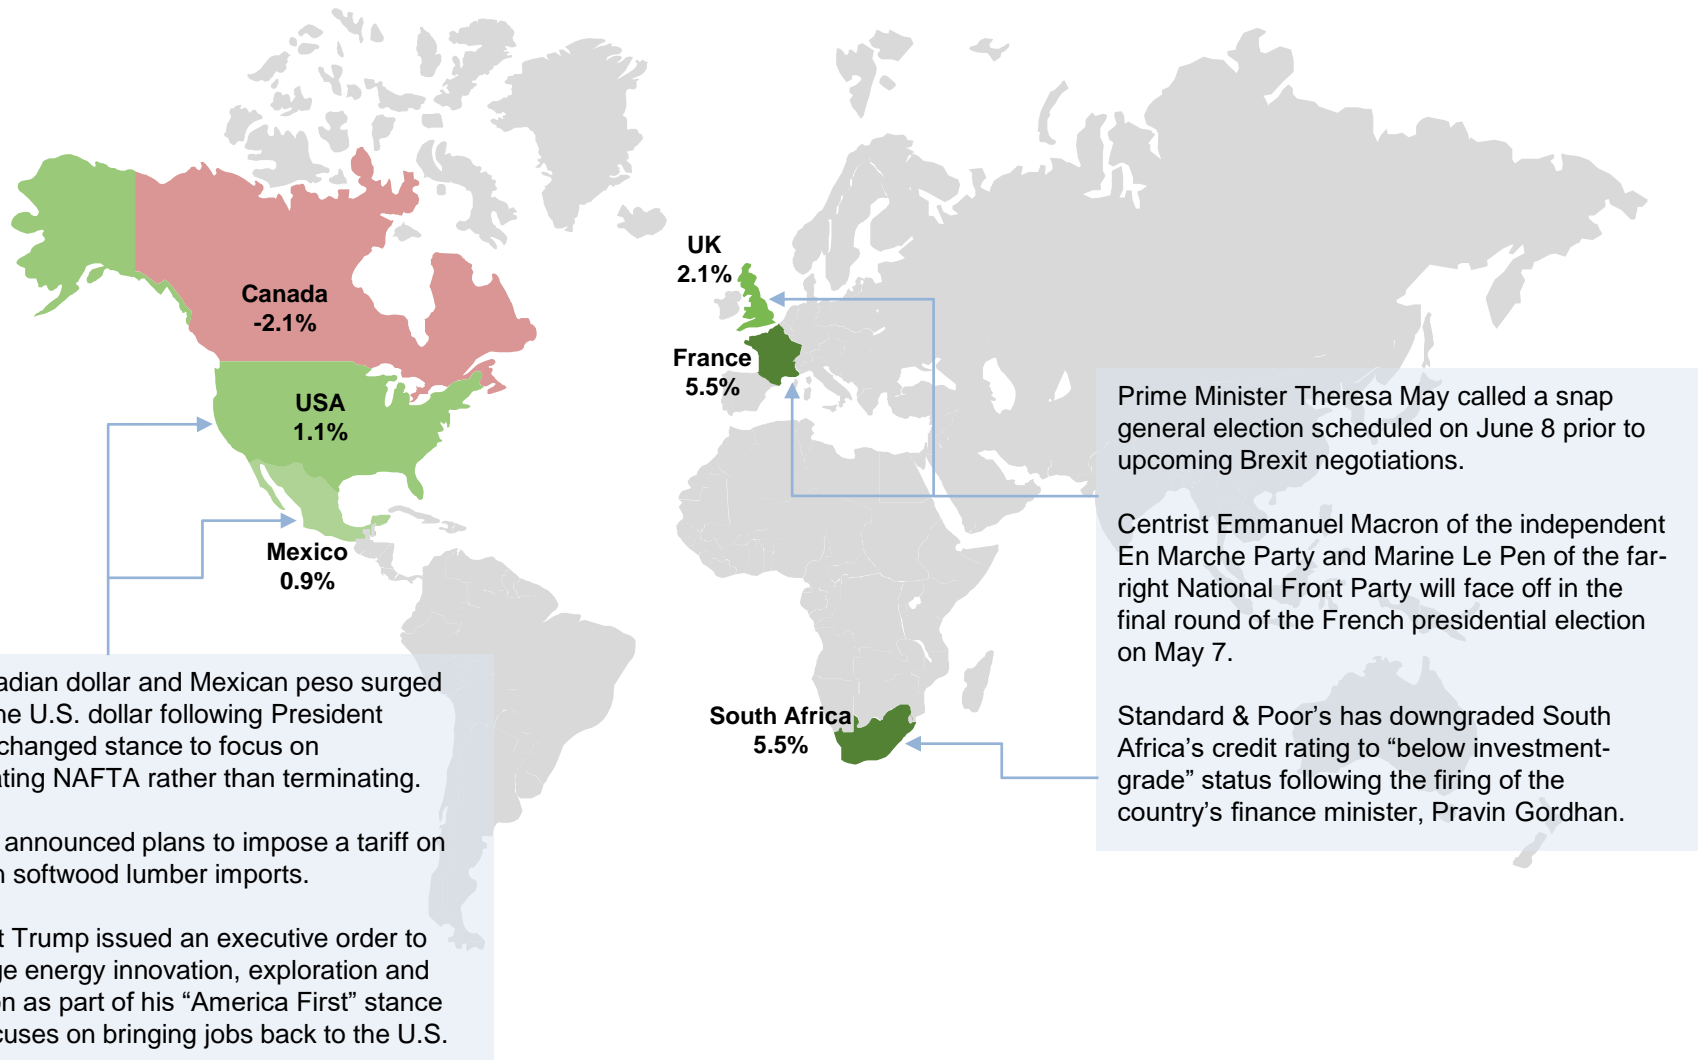 UK
2.1%
Canada
-2.1%
France
5.5%
USA
1.1%
Mexico
0.9%
South Africa
5.5%
Prime Minister Theresa May called a snap
general election scheduled on June 8 prior to
upcoming Brexit negotiations.
Centrist Emmanuel Macron of the independent
En Marche Party and Marine Le Pen of the far-
right National Front Party will face off in the
final round of the French presidential election
on May 7.
Standard & Poor’s has downgraded South
Africa’s credit rating to “below investment-
grade” status following the firing of the
country’s finance minister, Pravin Gordhan.
adian dollar and Mexican peso surged
he U.S. dollar following President
changed stance to focus on
ating NAFTA rather than terminating.
announced plans to impose a tariff on
n softwood lumber imports.
t Trump issued an executive order to
ge energy innovation, exploration and
on as part of his “America First” stance
cuses on bringing jobs back to the U.S.